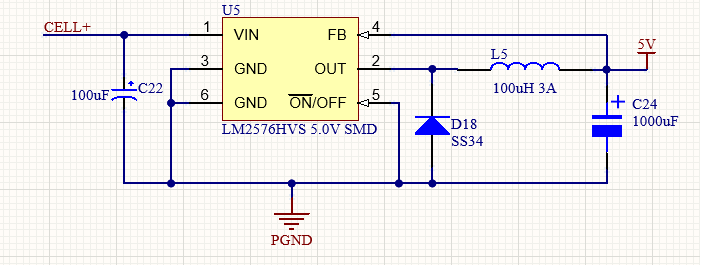 U5
CELL+
1
VIN
FB
4
5V
3
GND
OUT
2
L5
100uF
C22
6
GND
ON/OFF
5
100uH 3A
C24
1000uF
LM2576HVS 5.0V SMD
D18
SS34
PGND